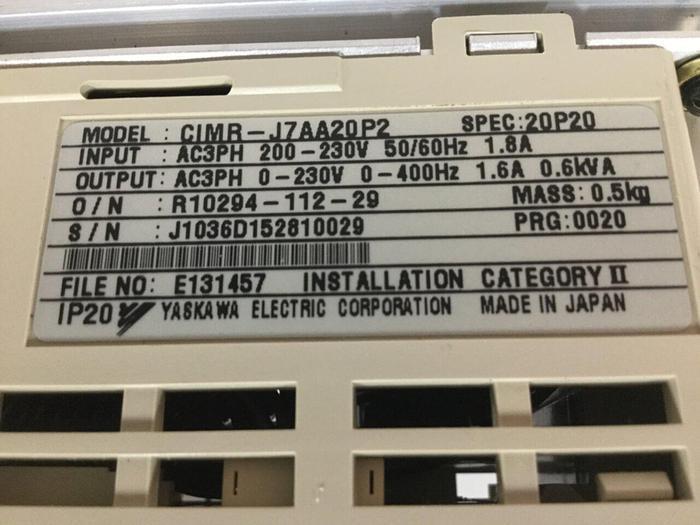 MODEL : CIMR-J7AA20P2 SPEC:20P20
INPUT : AC3PH 200-230V 50/60Hz 1.8A
OUTPUT: AC3PH 0-230V 0-400Hz 1.6A 0.6kVA
O/N : R10294-112-29 MASS: 0.5kg
S/N : J1036D152810029 PRG:0020
FILE NO: E131457 INSTALLATION CATEGORY II
IP20 YASKAWA ELECTRIC CORPORATION MADE IN JAPAN